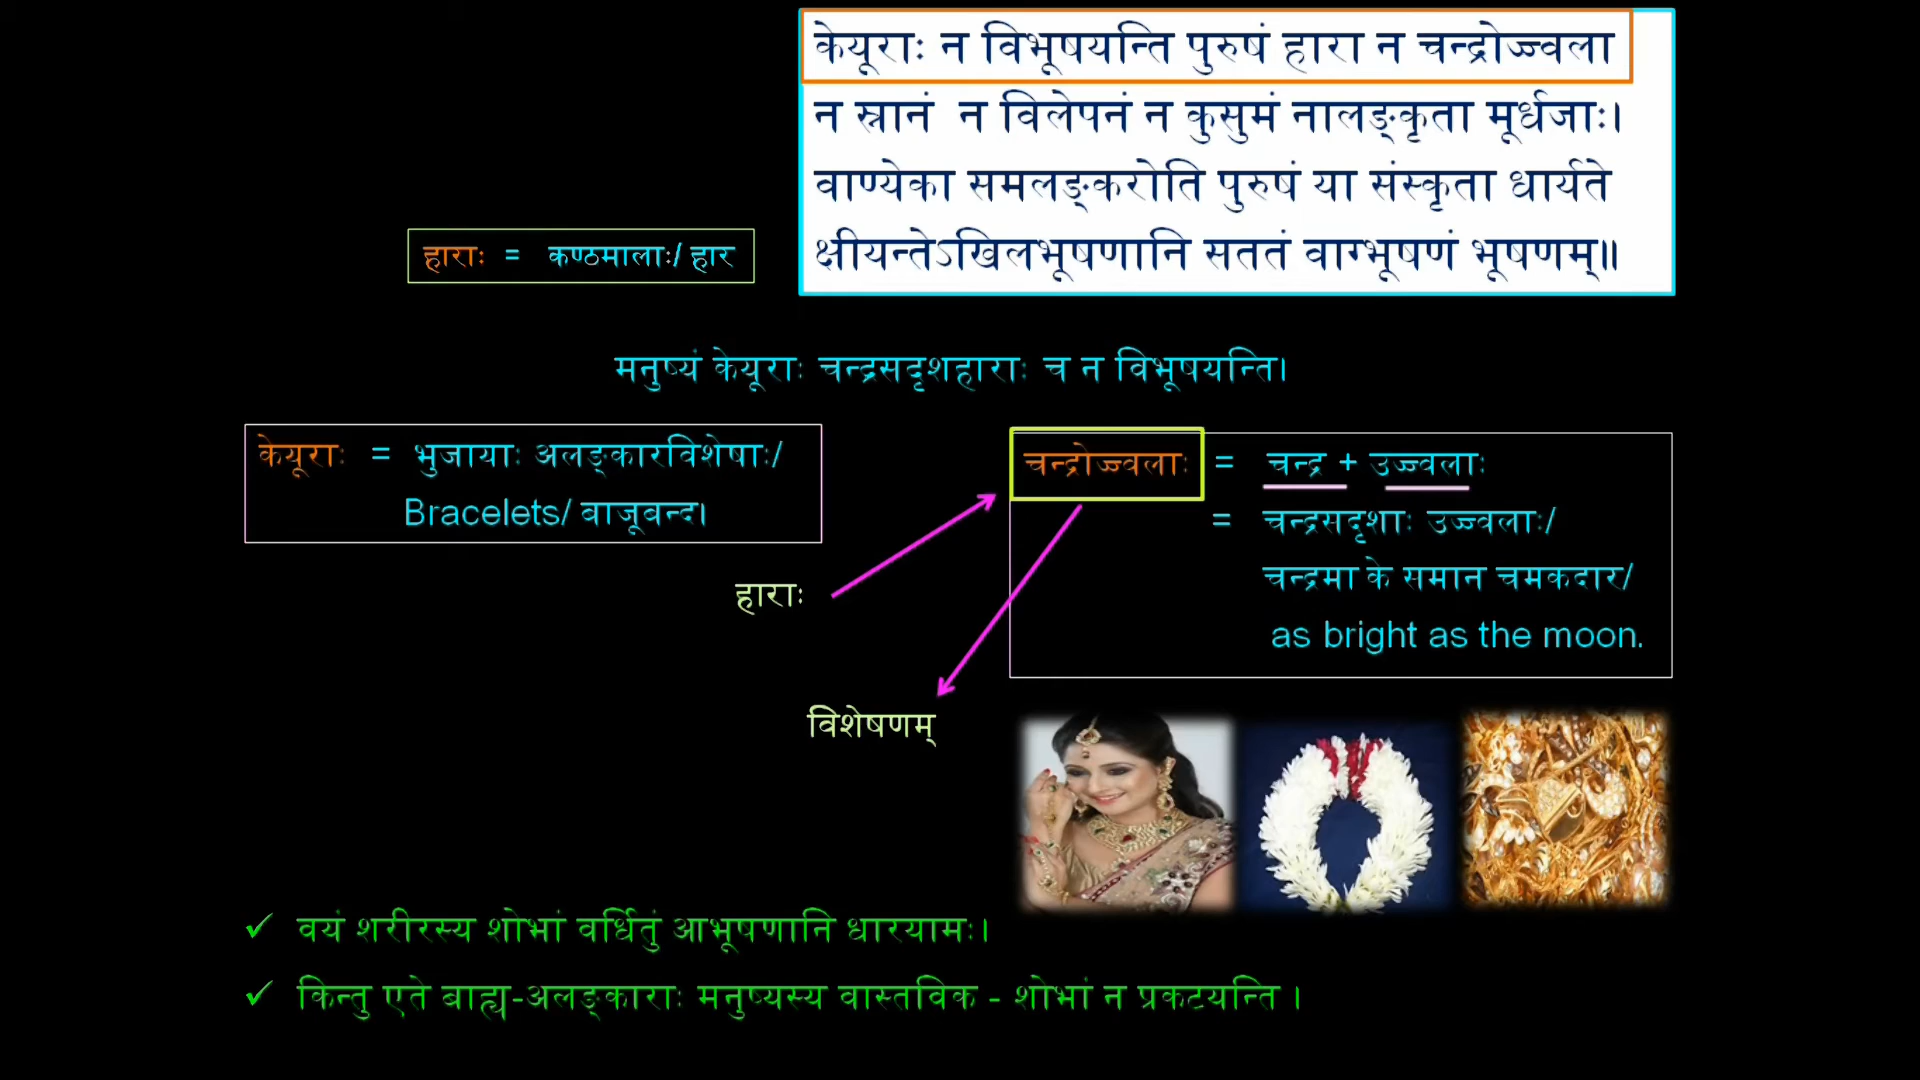 केयूराः न विभूषयन्ति पुरुषं हारा न चन्द्रोज्ज्वला
न स्नानं न विलेपनं न कुसुमं नालङ्कृता मूर्धजाः।
वाण्येका समलङ्करोति पुरुषं या संस्कृता धार्यते
क्षीयन्तेऽखिलभूषणानि सततं वाग्भूषणं भूषणम्॥
हाराः = कण्ठमालाः/ हार
मनुष्यं केयूराः चन्द्रसदृशहाराः च न विभूषयन्ति।
केयूराः = भुजायाः अलङ्कारविशेषाः/
Bracelets/ बाजूबन्द।
चन्द्रोज्ज्वलाः = चन्द्र + उज्ज्वलाः
= चन्द्रसदृशाः उज्ज्वलाः/
चन्द्रमा के समान चमकदार/
as bright as the moon.
हाराः
विशेषणम्
✓ वयं शरीरस्य शोभां वर्धितुं आभूषणानि धारयामः।
✓ किन्तु एते बाह्य-अलङ्काराः मनुष्यस्य वास्तविक - शोभां न प्रकटयन्ति ।